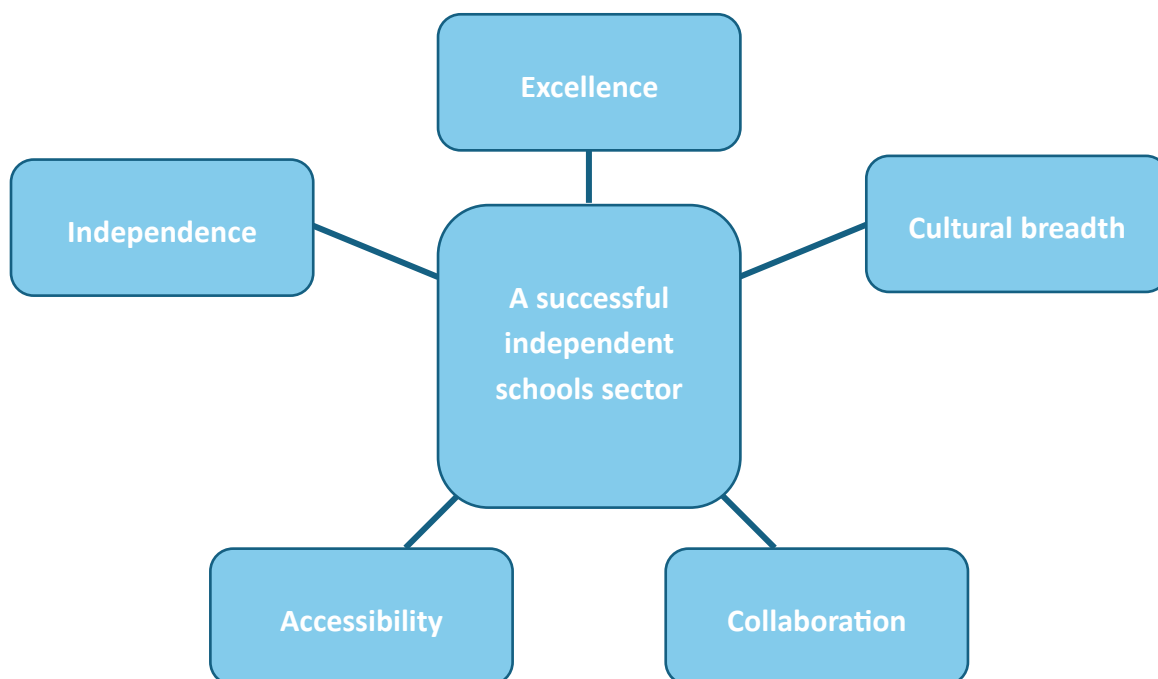 Excellence
Independence
Cultural breadth
A successful
independent
schools sector
Accessibility
Collaboration